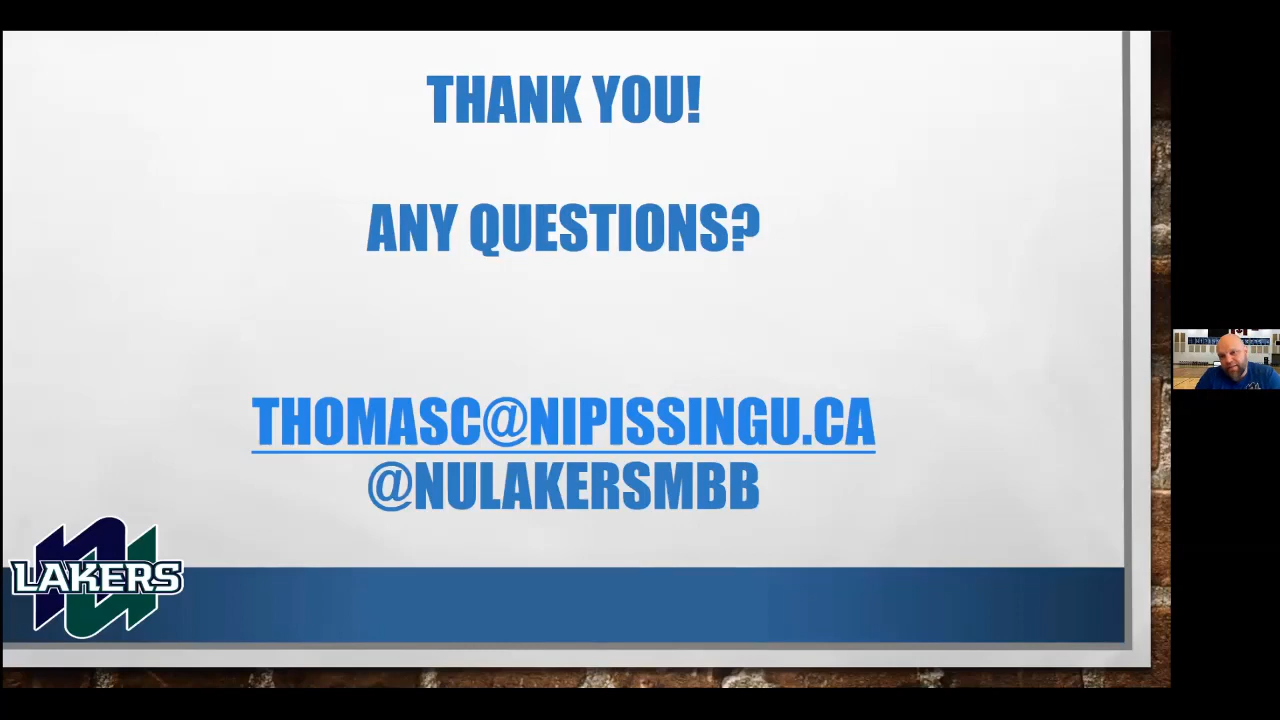 THANK YOU!
ANY QUESTIONS?
THOMASC@NIPISSINGU.CA
@NULAKERSMBB
LAKERS